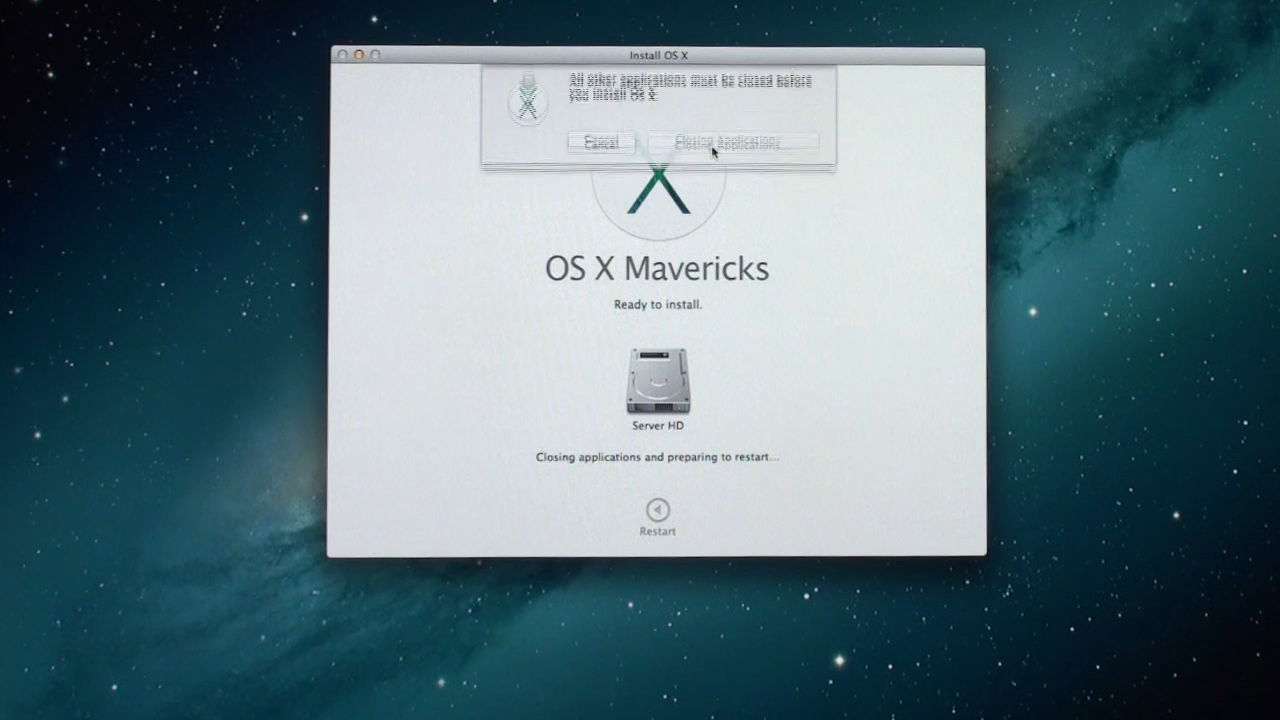 Install OS X
All other applications must be closed before
you install OS X.
Cancel
Closing Applications
OS X Mavericks
Ready to install.
Server HD
Closing applications and preparing to restart...
Restart